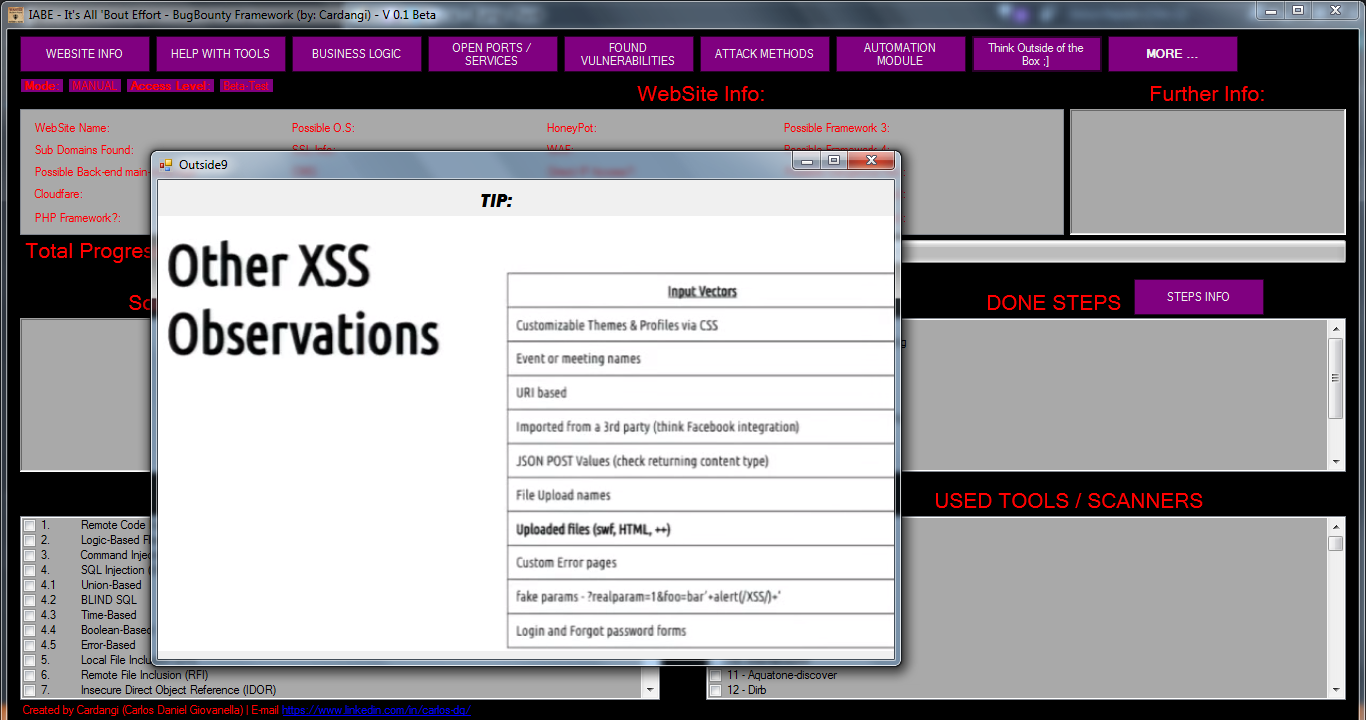 IABE - It's All 'Bout Effort - BugBounty Framework (by: Cardangi) - V 0.1 Beta
WEBSITE INFO
HELP WITH TOOLS
BUSINESS LOGIC
OPEN PORTS /
SERVICES
FOUND
VULNERABILITIES
ATTACK METHODS
AUTOMATION
MODULE
Think Outside of the
Box ;]
MORE ...
Mode: MANUAL Access Level: Beta-Test
WebSite Info:
Further Info:
WebSite Name:
Possible O.S:
HoneyPot:
Possible Framework 3:
Sub Domains Found:
SSL Info:
WAF:
Possible Framework 4:
Possible Back-end main-
Cloudfare:
PHP Framework?:
Total Progres
Outside9
TIP:
Other XSS
Observations
Input Vectors
Customizable Themes & Profiles via CSS
Event or meeting names
URI based
Imported from a 3rd party (think Facebook integration)
JSON POST Values (check returning content type)
File Upload names
Uploaded files (swf, HTML, ++)
Custom Error pages
fake params - ?realparam=1&foo=bar'+alert(/XSS/)+'
Login and Forgot password forms
DONE STEPS
STEPS INFO
USED TOOLS / SCANNERS
1. Remote Code
2. Logic-Based Fl
3. Command Injec
4. SQL Injection (
4.1 Union-Based
4.2 BLIND SQL
4.3 Time-Based
4.4 Boolean-Based
4.5 Error-Based
5. Local File Inclu
6. Remote File Inclusion (RFI)
7. Insecure Direct Object Reference (IDOR)
11 - Aquatone-discover
12 - Dirb
Created by Cardangi (Carlos Daniel Giovanella) | E-mail https://www.linkedin.com/in/carlos-dg/